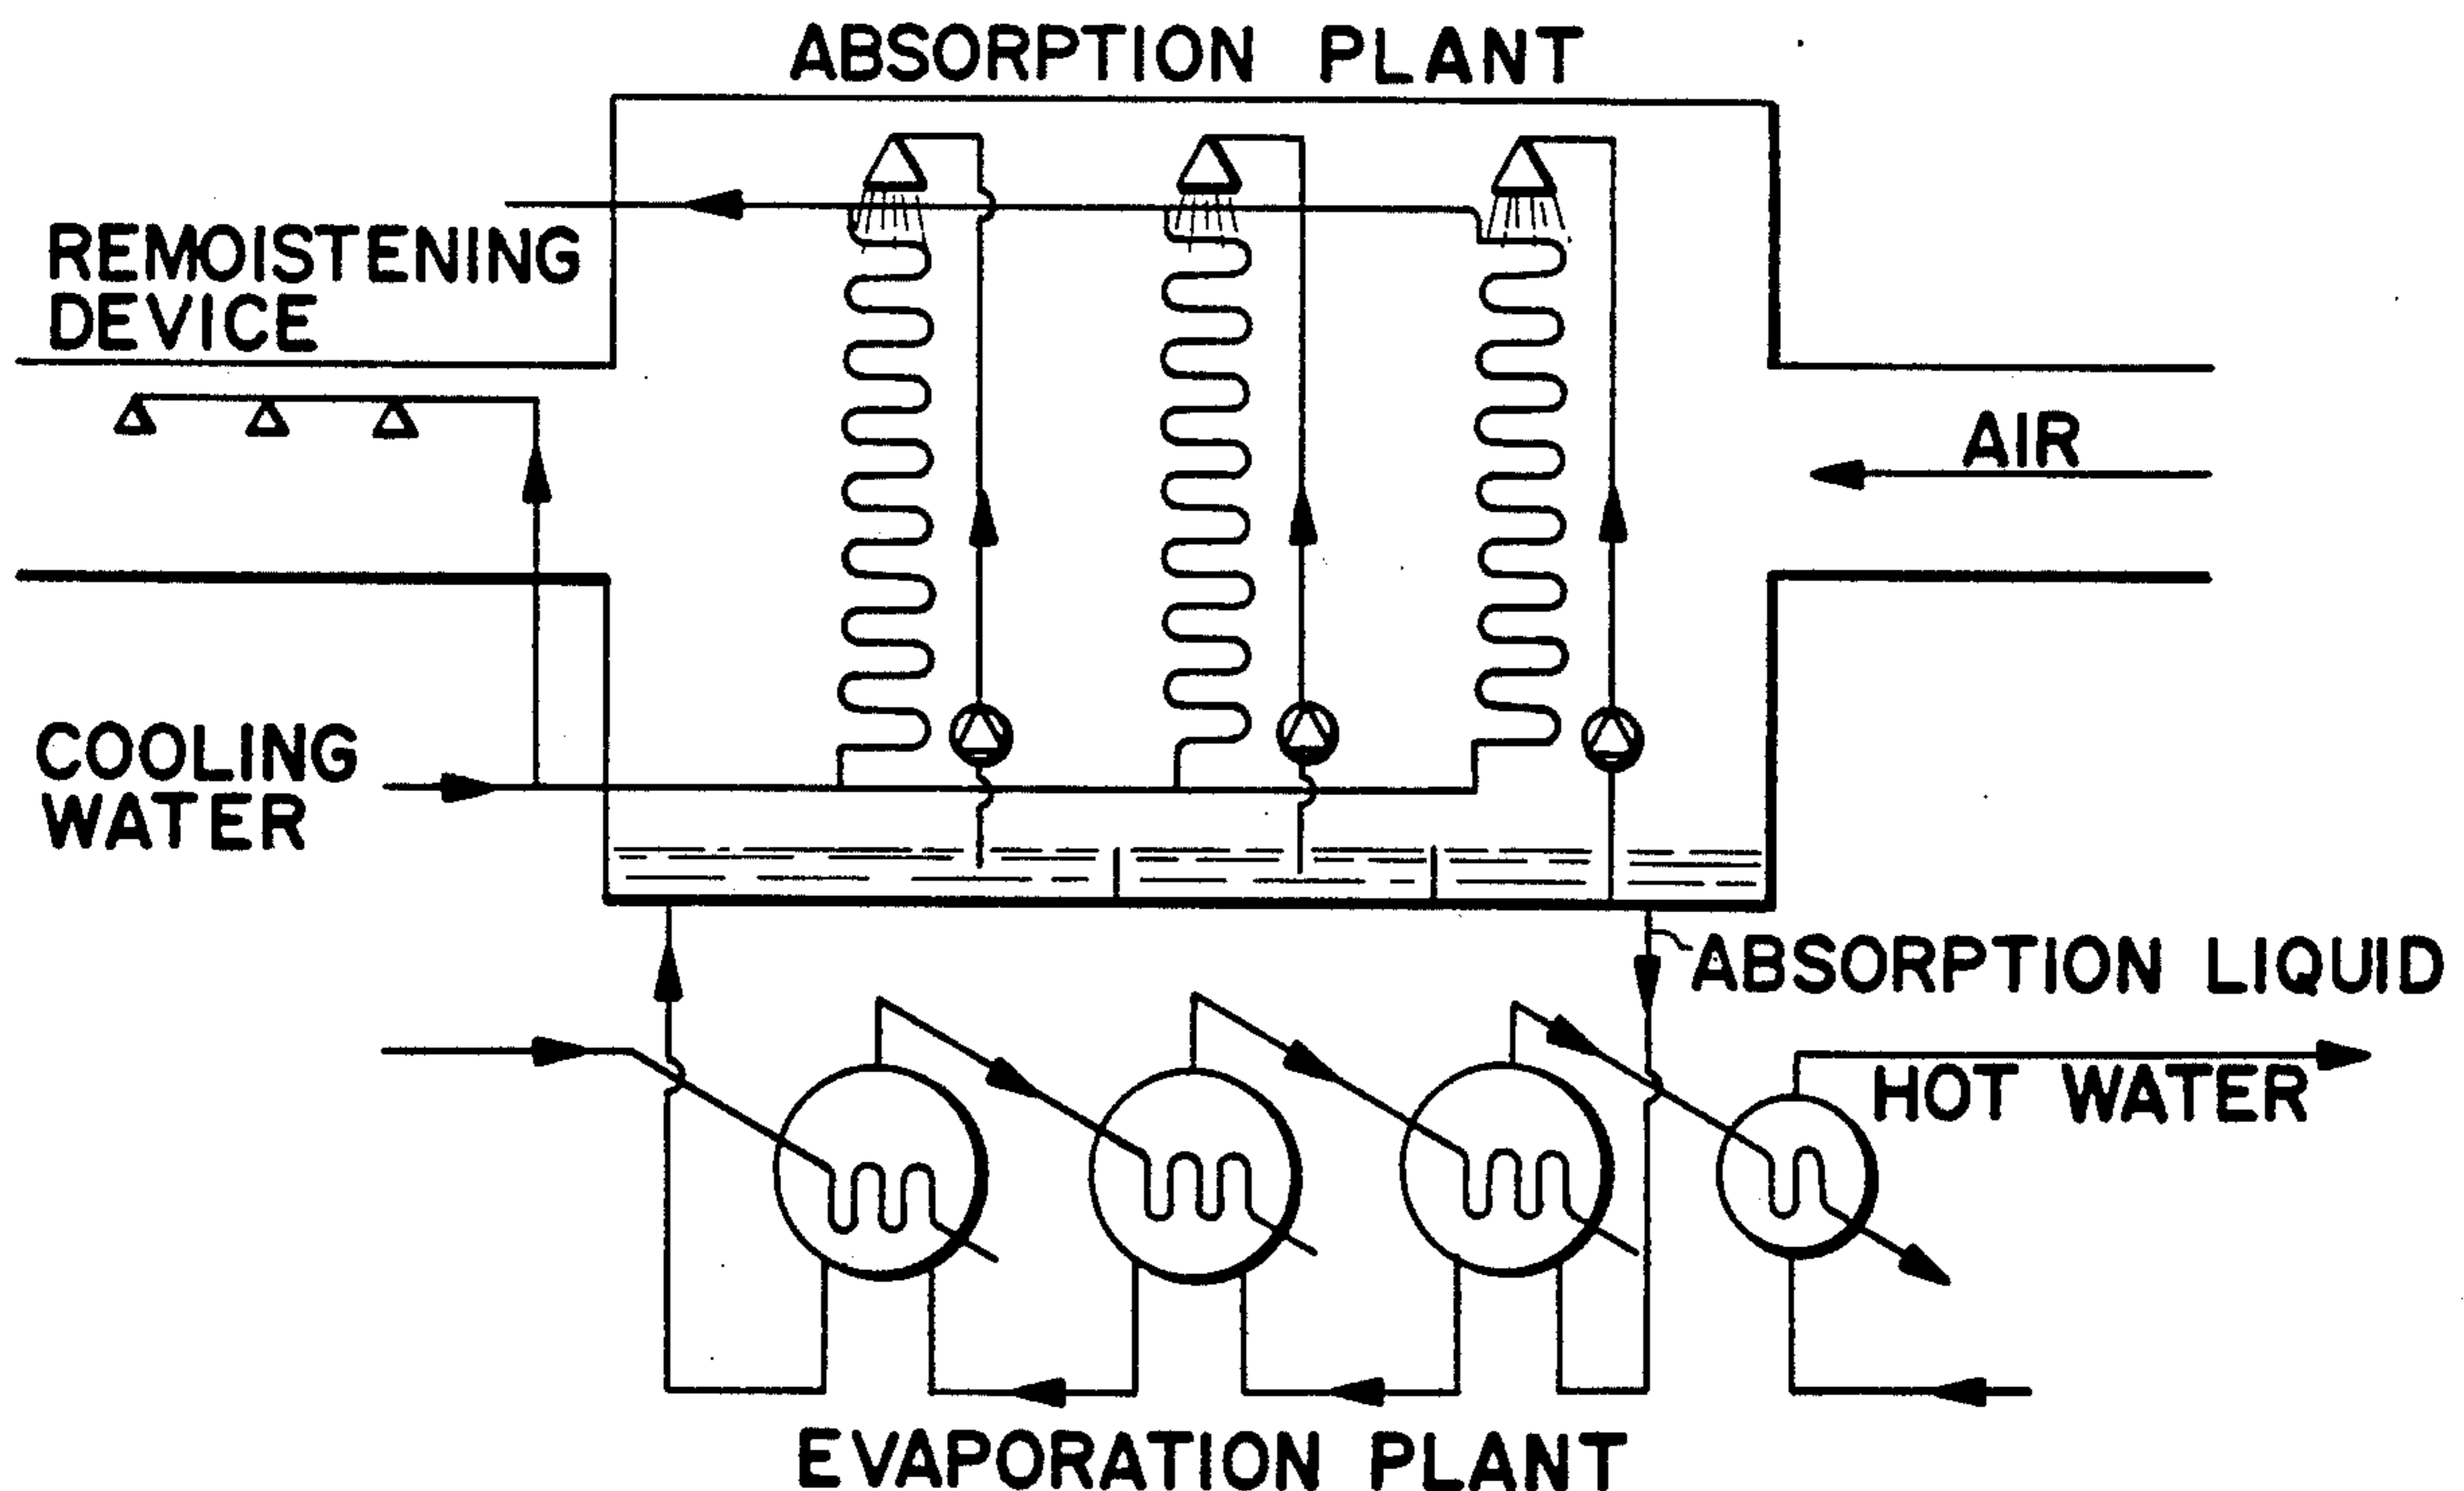 ABSORPTION PLANT
REMOISTENING
DEVICE
AIR
COOLING
WATER
ABSORPTION LIQUID
HOT WATER
EVAPORATION PLANT